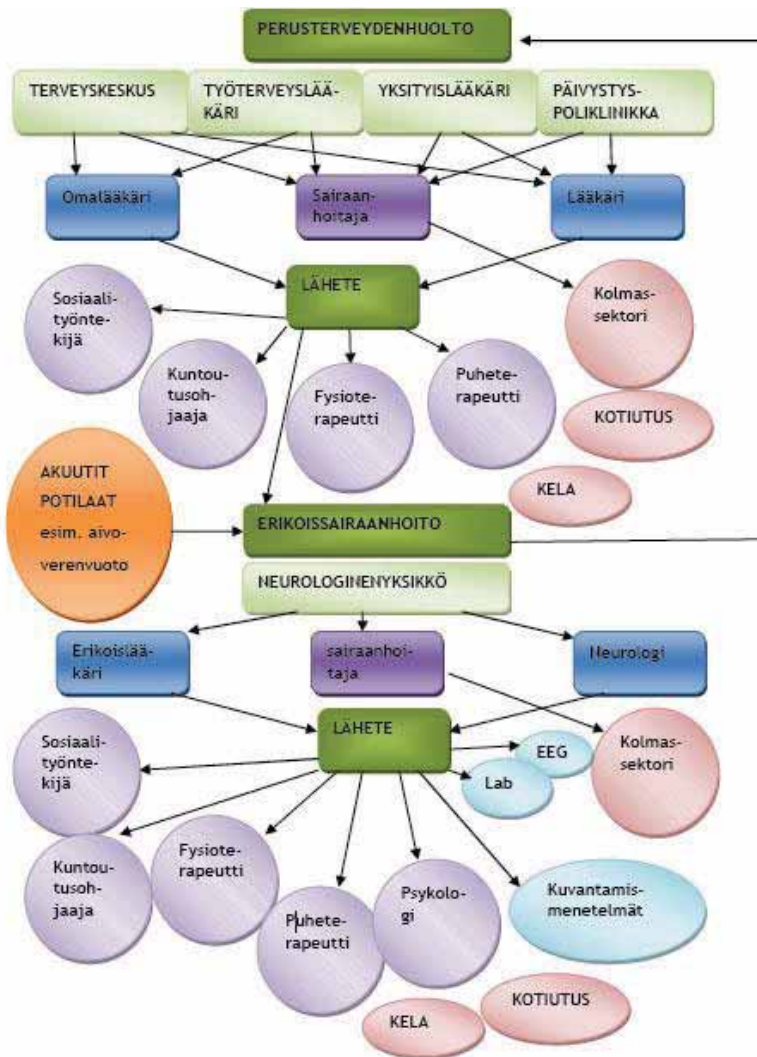 PERUSTERVEYDENHUOLTO
TERVEYSKESKUS
TYÖTERVEYSLÄÄ-
KÄRI
YKSITYISLÄÄKÄRI
PÄIVYSTYS-
POLIKLINIKKA
Omalääkäri
Sairaan-
hoitaja
Lääkäri
LÄHETE
Sosiaali-
työnte-
kijä
Kuntou-
tusoh-
jaaja
Fysiote-
rapeutti
Puhete-
rapeutti
Kolmas-
sektori
KOTIUTUS
KELA
AKUUTIT
POTILAAT
esim. aivo-
verenvuoto
ERIKOISSAIRAANHOITO
NEUROLOGINENYKSIKKÖ
Erikoislää-
käri
sairaanhoi-
taja
Neurologi
LÄHETE
Sosiaali-
työnte-
kijä
EEG
Lab
Kolmas-
sektori
Kuntou-
tusoh-
jaaja
Fysiote-
rapeutti
Puhete-
rapeutti
Psykolo-
gi
Kuvantamis-
menetelmät
KELA
KOTIUTUS